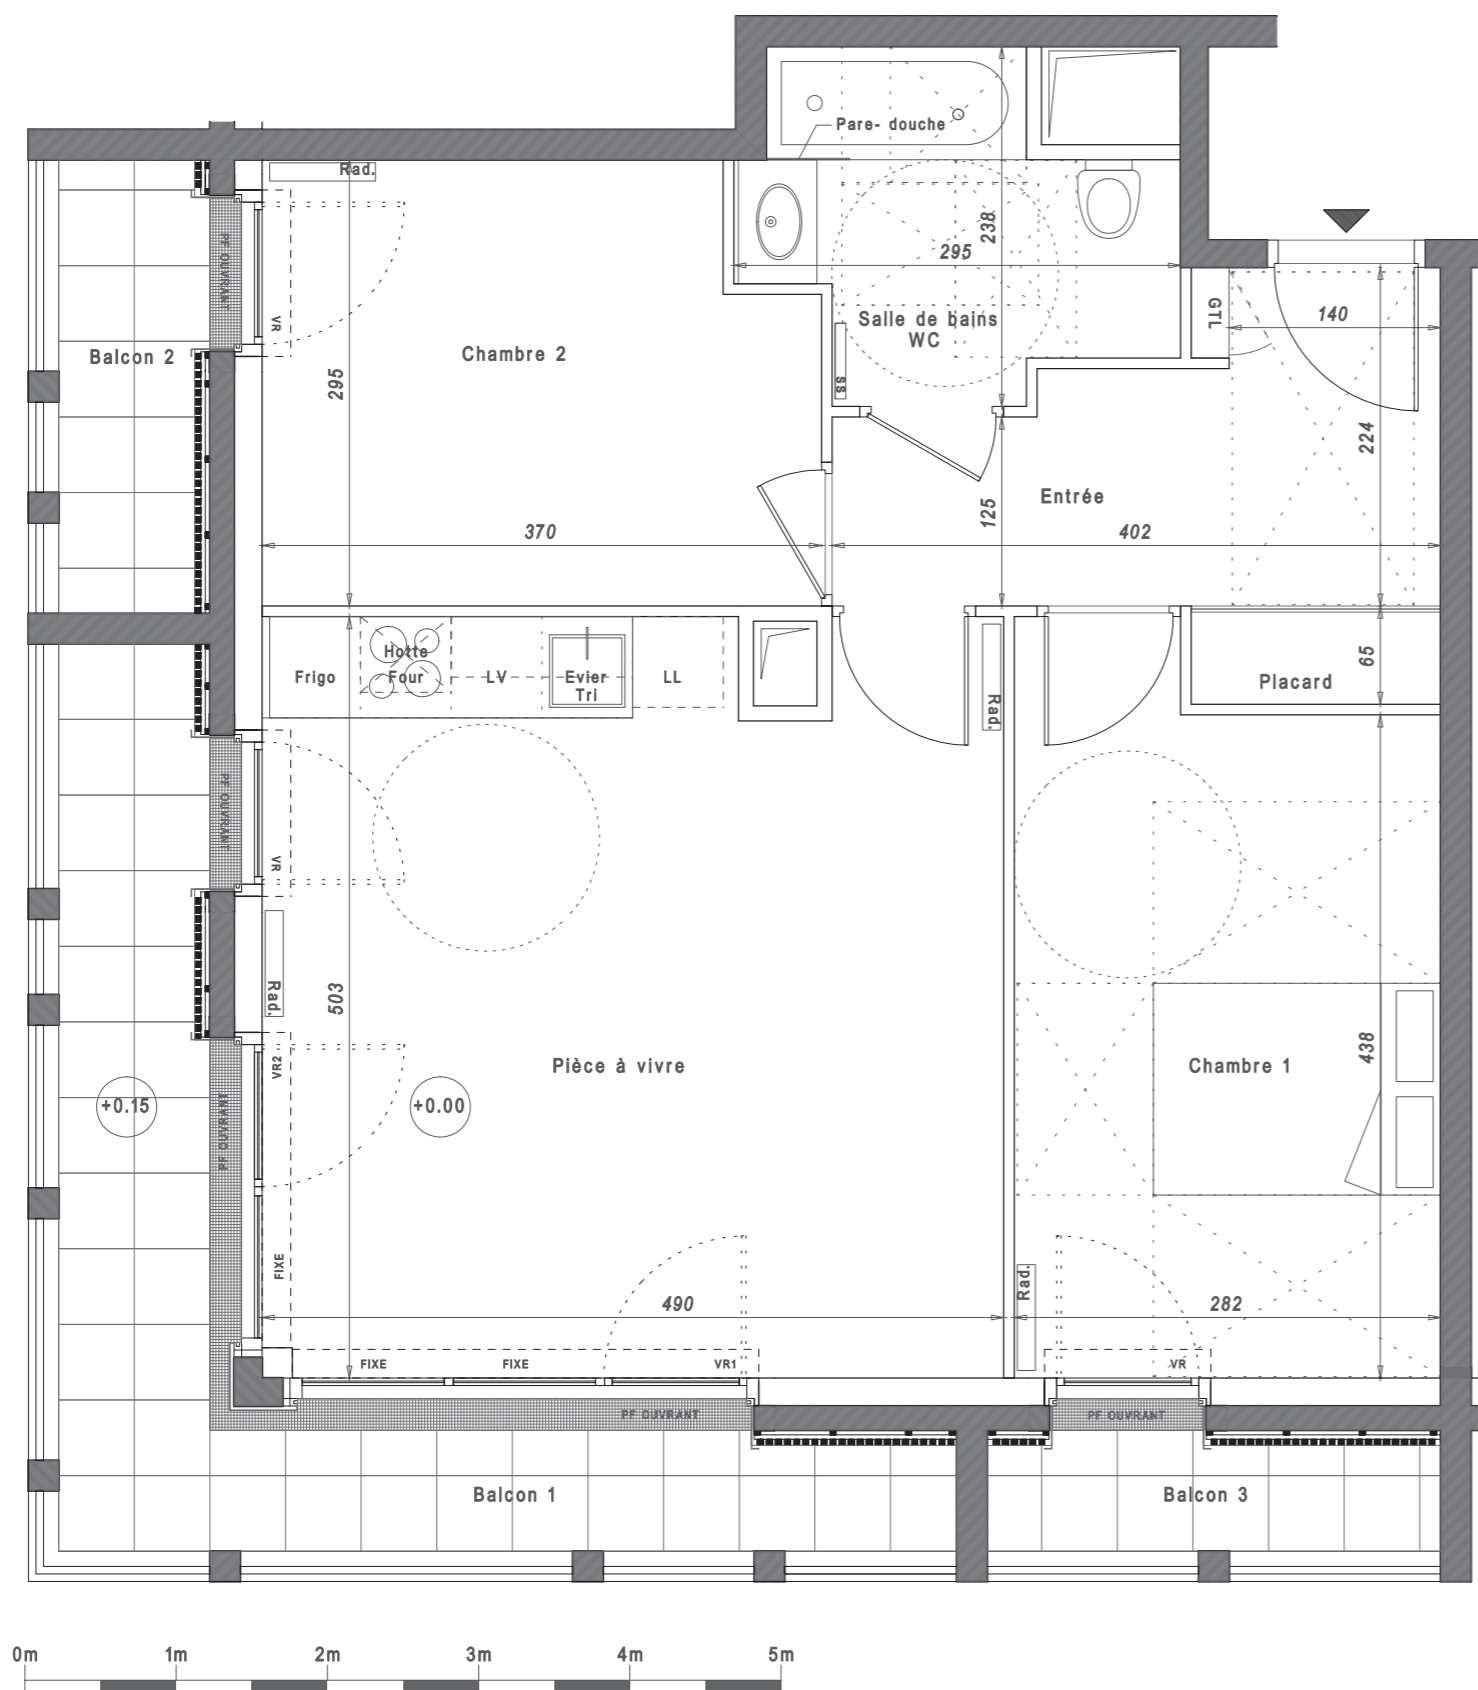 Pare- douche
Rad.
238
295
Salle de bains
WC
ss
GTL
140
PF OUVRANT
VR
Balcon 2
Chambre 2
295
224
Entrée
125
370
402
Hotte
Frigo
Four
LV
Evier
Tri
LL
Rad.
65
Placard
PF OUVRANT
VR
Rad.
503
438
VR2
Pièce à vivre
Chambre 1
+0.15
+0.00
PF OUVRANT
FIXE
Rad.
490
282
FIXE
FIXE
VR1
VR
PF OUVRANT
PF OUVRANT
Balcon 1
Balcon 3
0m
1m
2m
3m
4m
5m